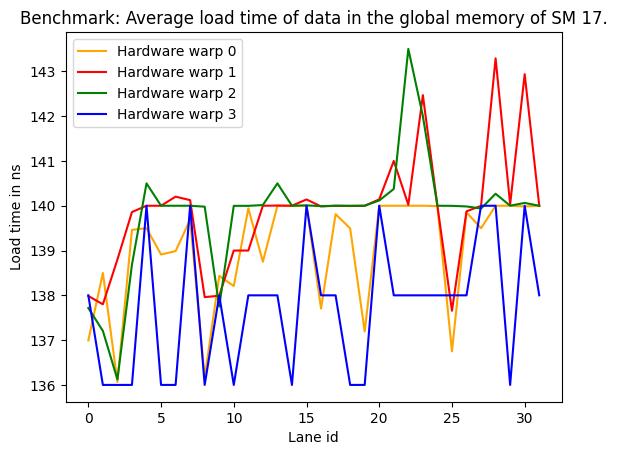 Benchmark: Average load time of data in the global memory of SM 17.
Hardware warp 0
Hardware warp 1
Hardware warp 2
Hardware warp 3
Load time in ns
143
142
141
140
139
138
137
136
0 5 10 15 20 25 30
Lane id